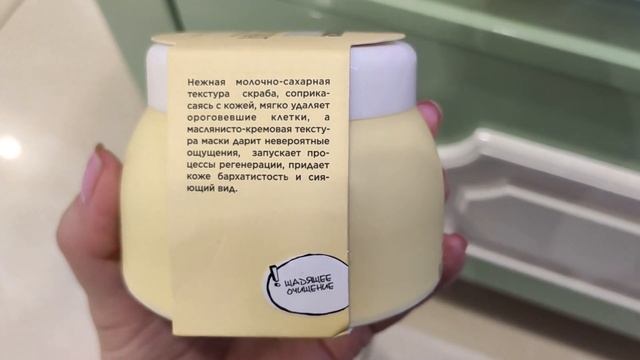 Нежная молочно-сахарная
текстура скраба, соприка-
саясь с кожей, мягко удаляет
ороговевшие клетки, а
маслянисто-кремовая тексту-
ра маски дарит невероятные
ощущения, запускает про-
цессы регенерации, придает
коже бархатистость и сия-
ющий вид.
! ЩАДЯЩЕЕ
ОЧИЩЕНИЕ